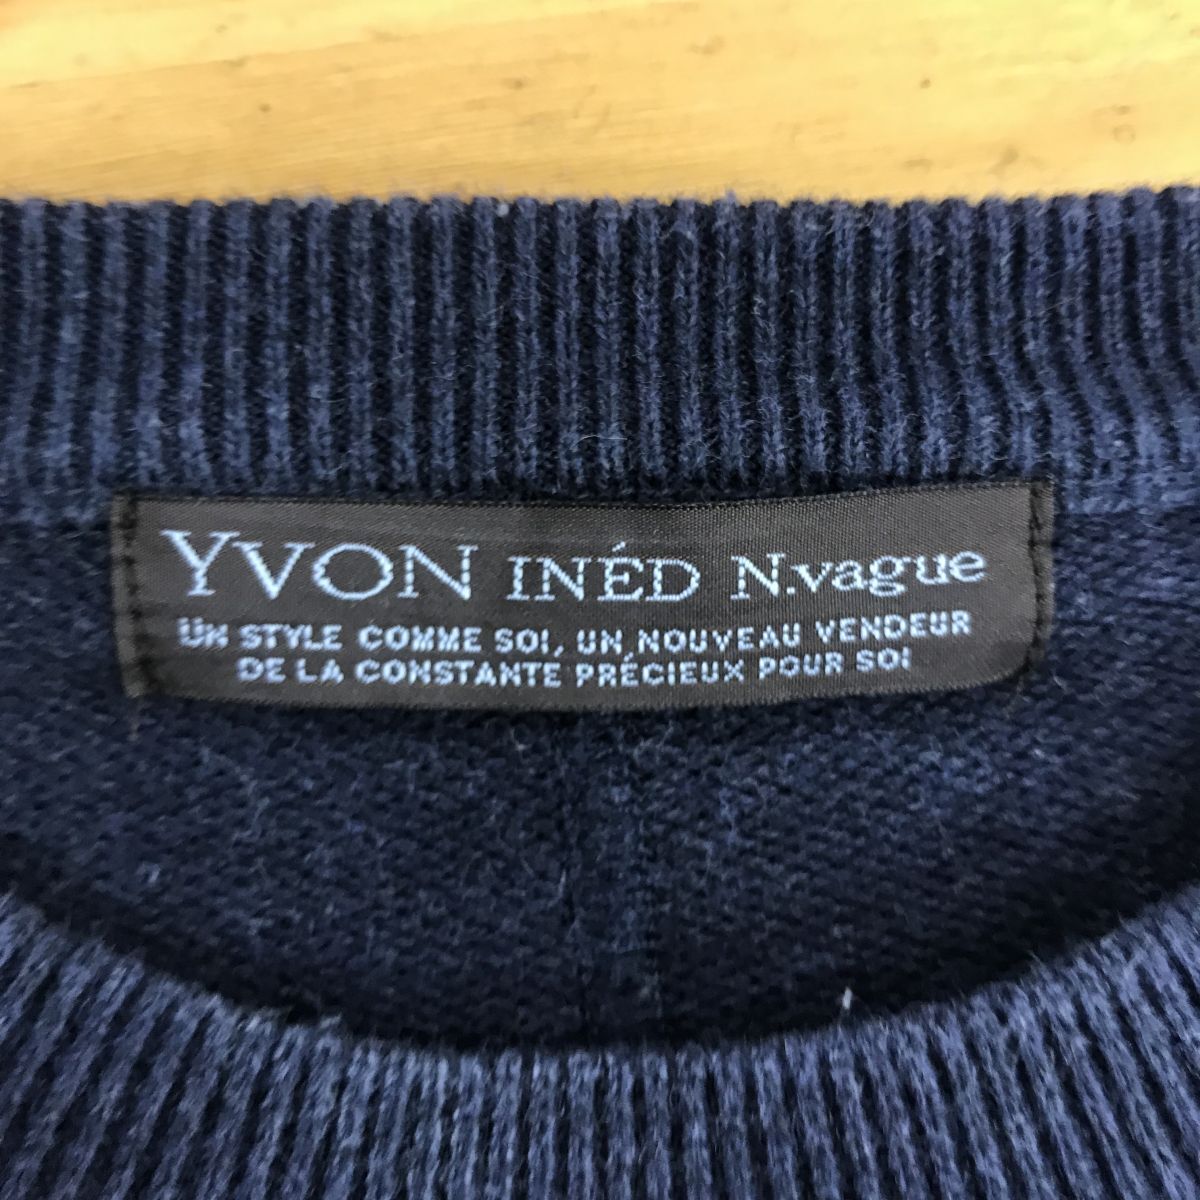 YVON INÉD N.vague
UN STYLE COMME SOI, UN NOUVEAU VENDEUR
DE LA CONSTANTE PRÉCIEUX POUR SOI